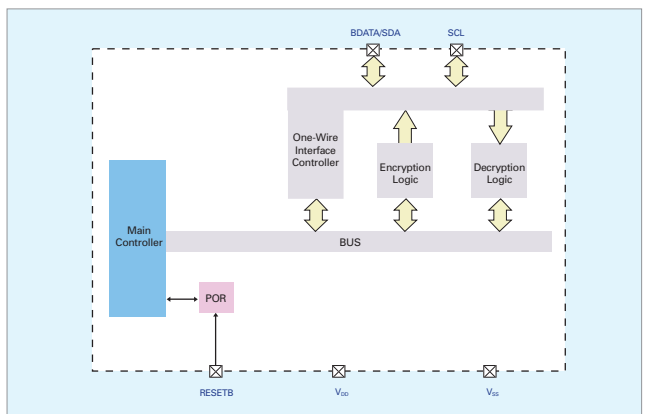 BDATA/SDA
SCL
One-Wire
Interface
Controller
Encryption
Logic
Decryption
Logic
Main
Controller
BUS
POR
RESETB
VDD
VSS